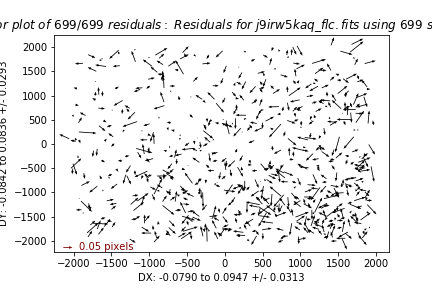 or plot of 699/699 residuals: Residuals for j9irw5kaq_flc.fits using 699 s
2000
1500
1000
500
0
−500
−1000
−1500
−2000
DY: -0.0842 to 0.0836 +/- 0.0293
0.05 pixels
−2000 −1500 −1000 −500 0 500 1000 1500 2000
DX: -0.0790 to 0.0947 +/- 0.0313